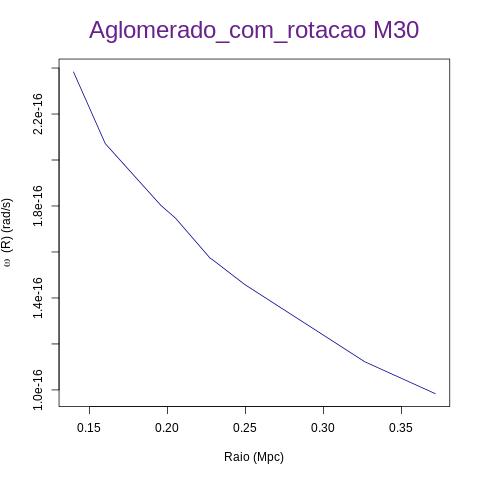 Aglomerado_com_rotacao M30
ω (R) (rad/s)
2.2e-16
1.8e-16
1.4e-16
1.0e-16
0.15 0.20 0.25 0.30 0.35
Raio (Mpc)